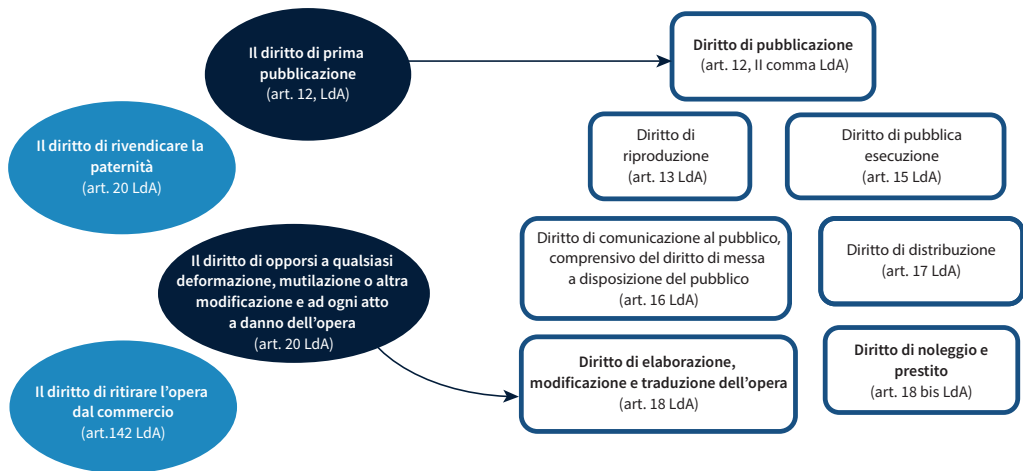 Il diritto di prima
pubblicazione
(art. 12, LdA)
Diritto di pubblicazione
(art. 12, II comma LdA)
Il diritto di rivendicare la
paternità
(art. 20 LdA)
Diritto di
riproduzione
(art. 13 LdA)
Diritto di pubblica
esecuzione
(art. 15 LdA)
Il diritto di opporsi a qualsiasi
deformazione, mutilazione o altra
modificazione e ad ogni atto
a danno dell’opera
(art. 20 LdA)
Diritto di comunicazione al pubblico,
comprensivo del diritto di messa
a disposizione del pubblico
(art. 16 LdA)
Diritto di distribuzione
(art. 17 LdA)
Il diritto di ritirare l’opera
dal commercio
(art.142 LdA)
Diritto di elaborazione,
modificazione e traduzione dell’opera
(art. 18 LdA)
Diritto di noleggio e
prestito
(art. 18 bis LdA)